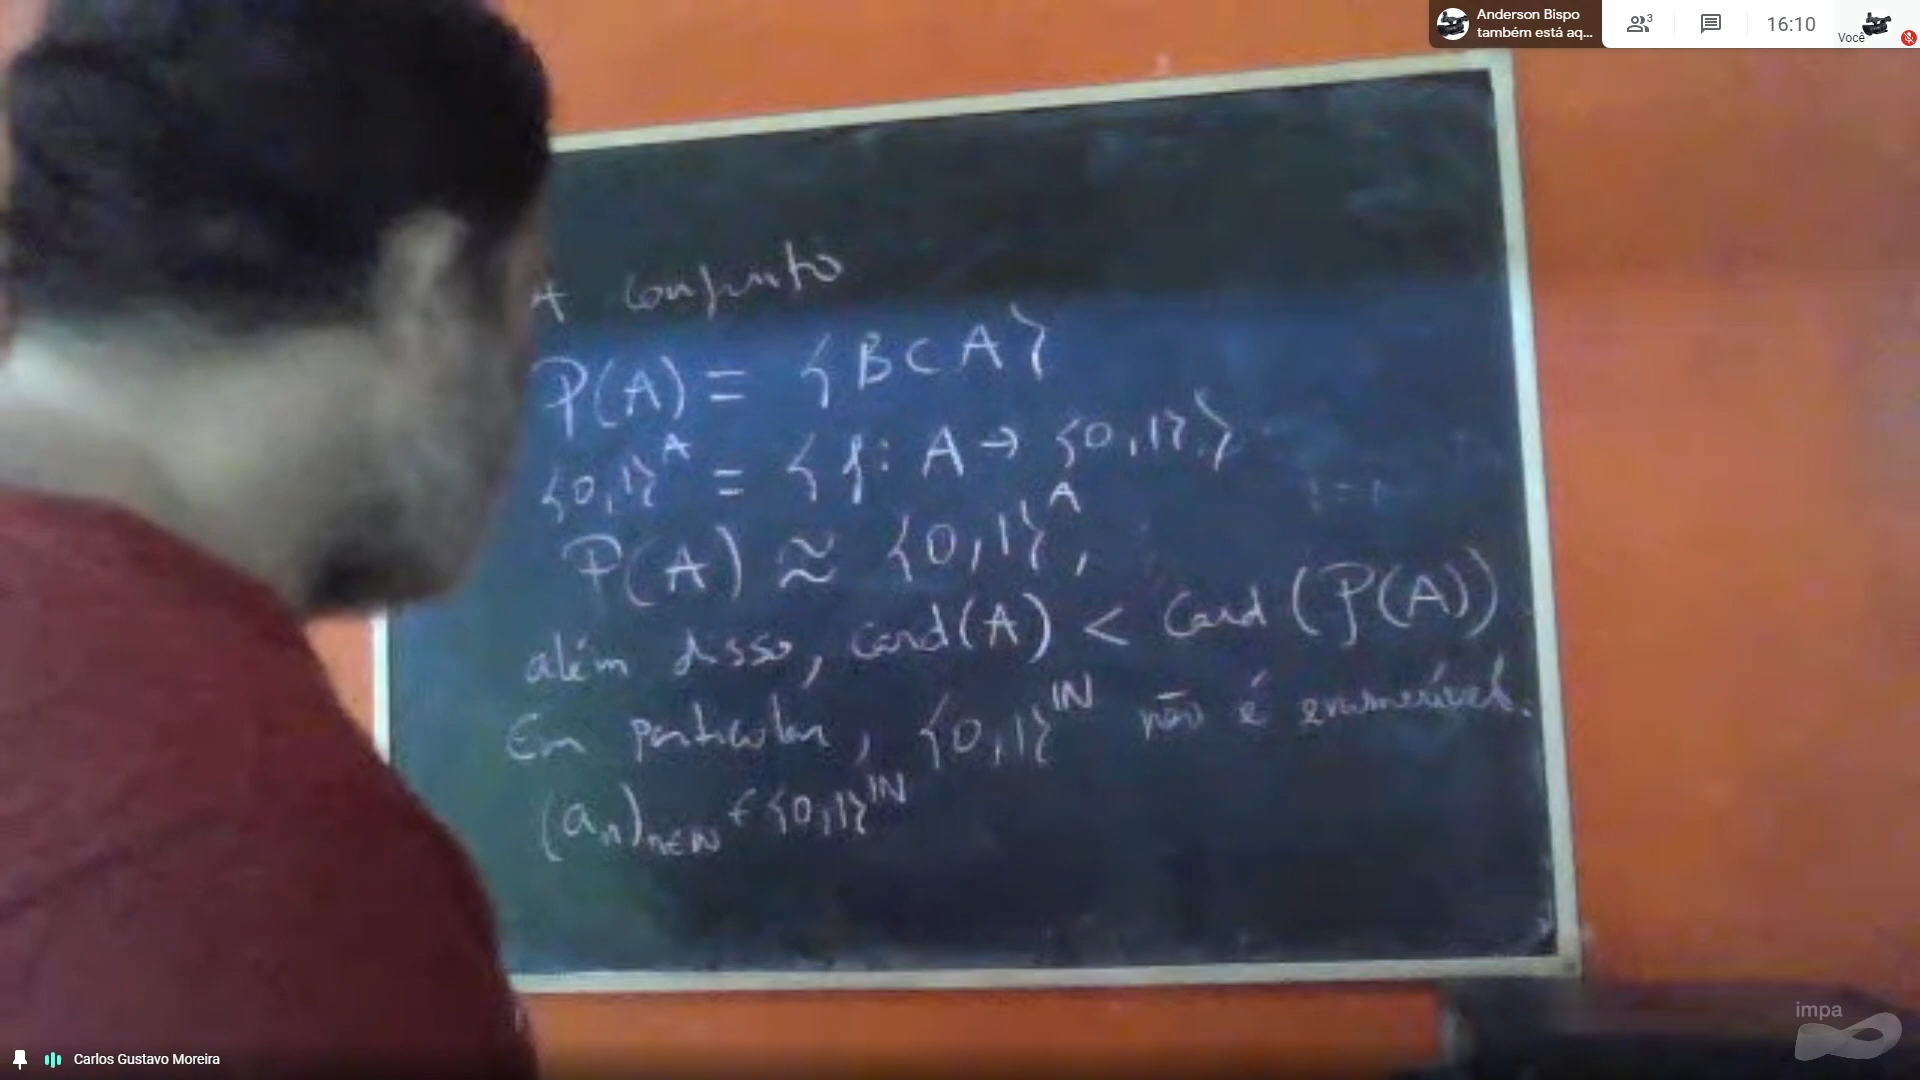 Anderson Bispo
também está aq...
3
16:10
Você
A conjunto
P(A) = {B ⊂ A}
{0,1}^A = {f: A → {0,1}}
P(A) ≈ {0,1}^A,
além disso, card(A) < card(P(A))
Em particular, {0,1}^ℕ não é enumerável.
(a_n)_{n∈ℕ} ∈ {0,1}^ℕ
impa
Carlos Gustavo Moreira